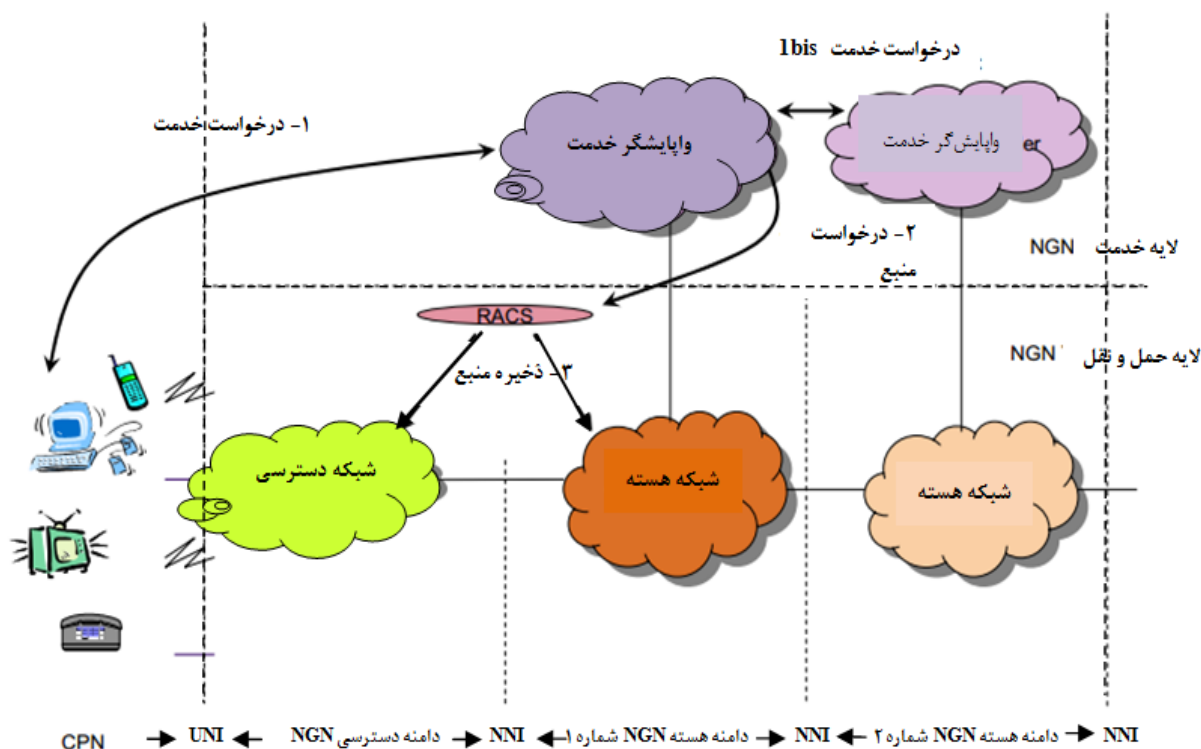 درخواست خدمت 1bis
۱- درخواست خدمت
واپایشگر خدمت
واپایش‌گر خدمت er
۲- درخواست
منبع
لایه خدمت NGN
RACS
لایه حمل و نقل NGN
۳- ذخیره منبع
شبکه دسترسی
شبکه هسته
شبکه هسته
CPN UNI دامنه دسترسی NGN NNI دامنه هسته NGN شماره ۱ NNI دامنه هسته NGN شماره ۲ NNI